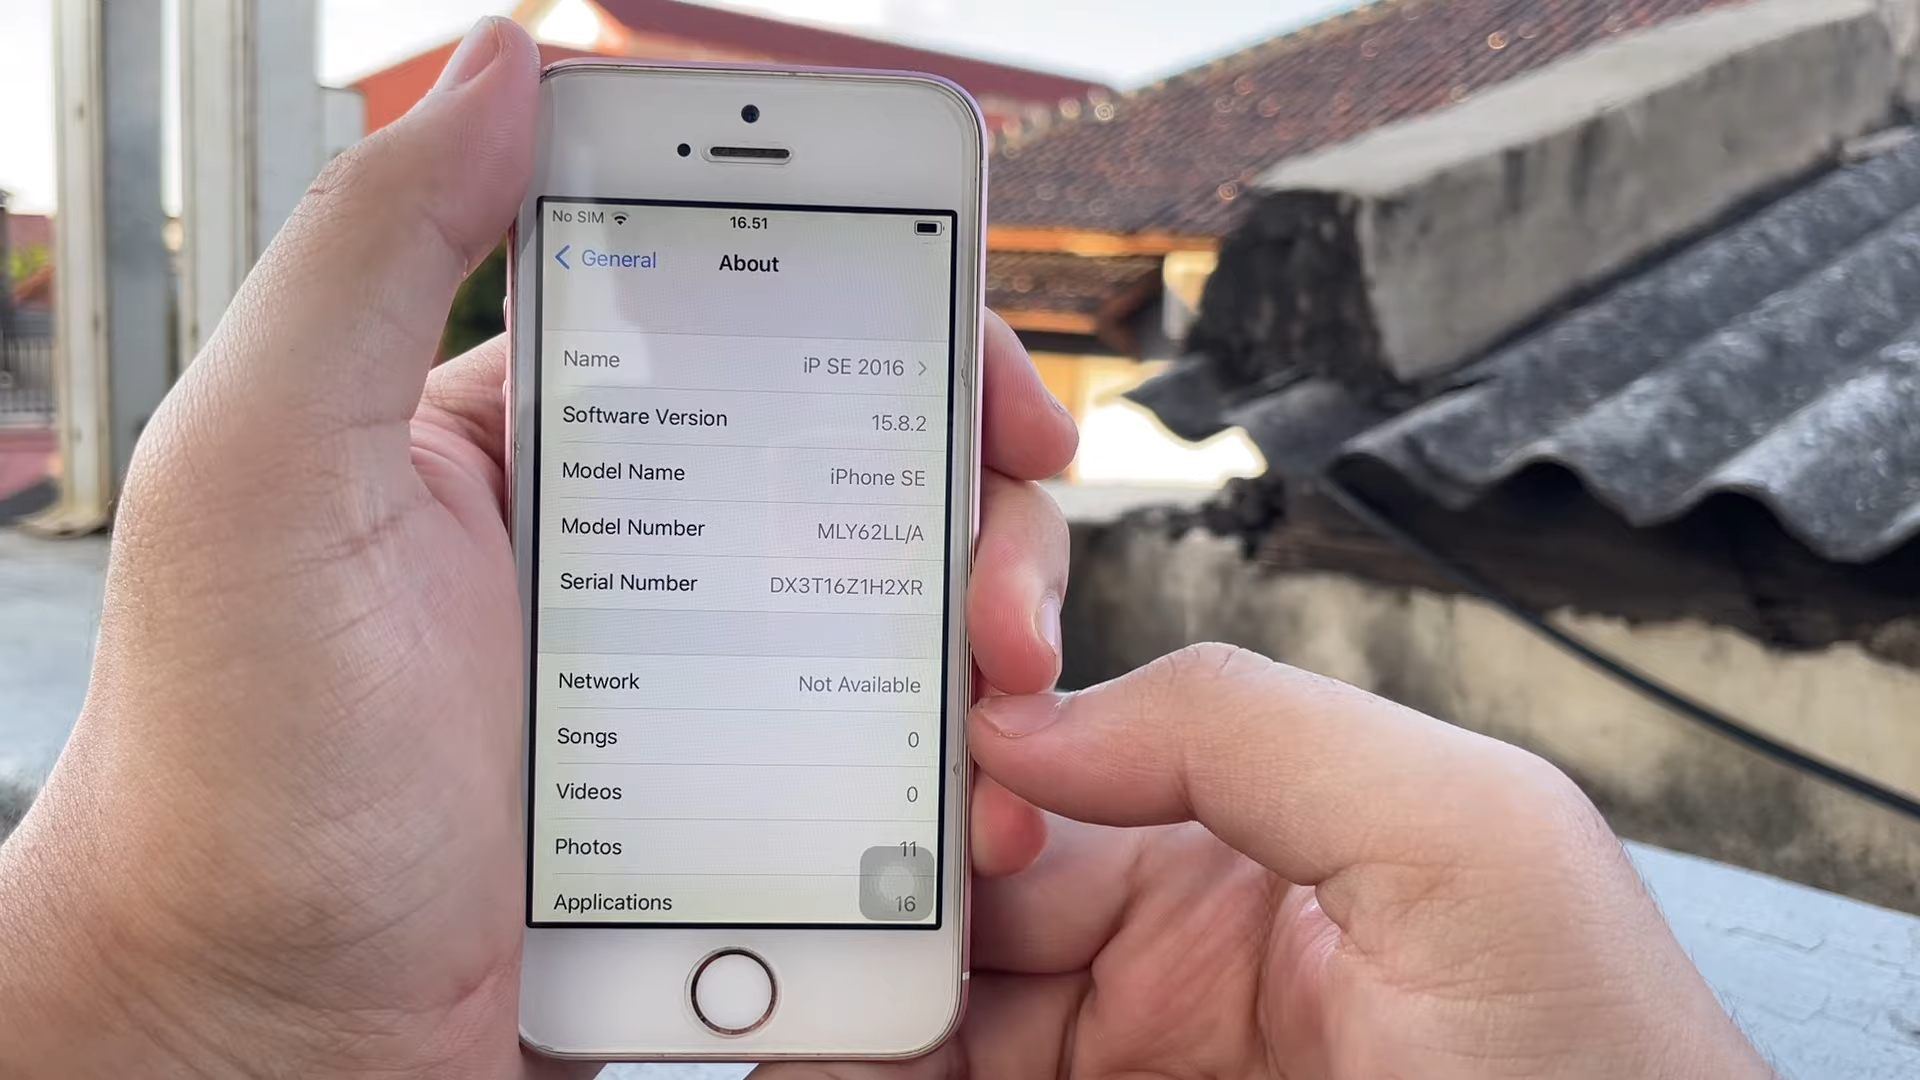 No SIM 16.51
General About
Name iP SE 2016
Software Version 15.8.2
Model Name iPhone SE
Model Number MLY62LL/A
Serial Number DX3T16Z1H2XR
Network Not Available
Songs 0
Videos 0
Photos 11
Applications 16